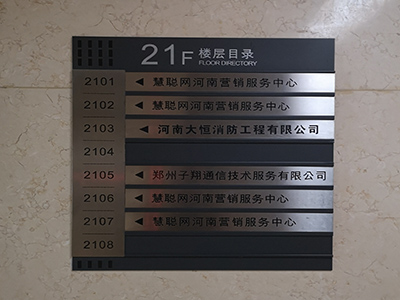 21F 楼层目录
FLOOR DIRECTORY
2101 ◀ 慧聪网河南营销服务中心
2102 ◀ 慧聪网河南营销服务中心
2103 ◀ 河南大恒消防工程有限公司
2104
2105 ◀ 郑州子翔通信技术服务有限公司
2106 ◀ 慧聪网河南营销服务中心
2107 ◀ 慧聪网河南营销服务中心
2108